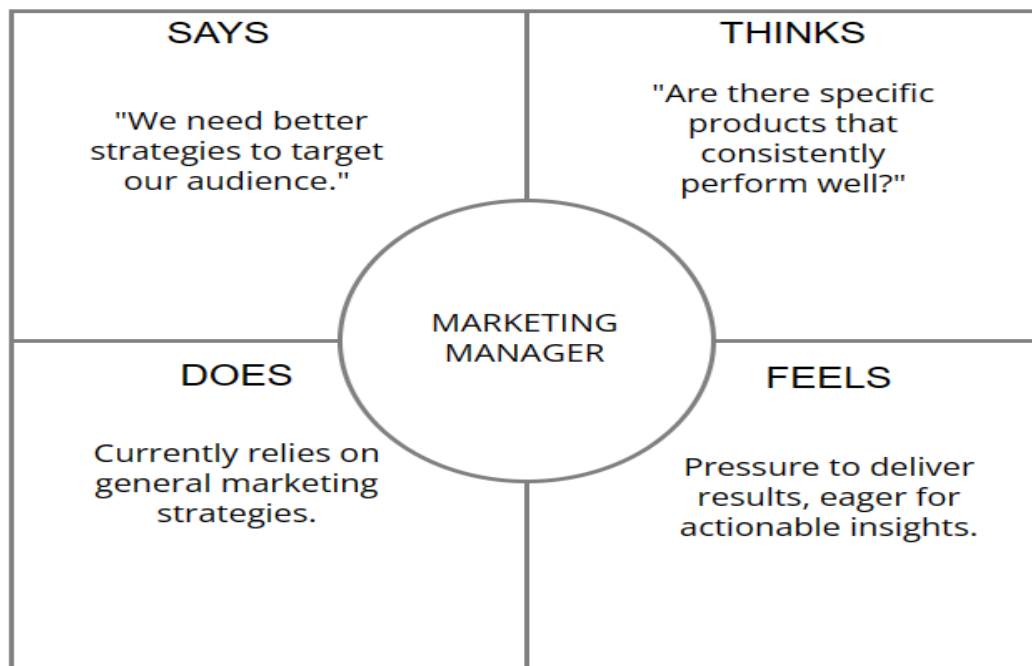 SAYS
"We need better
strategies to target
our audience."
THINKS
"Are there specific
products that
consistently
perform well?"
MARKETING
MANAGER
DOES
Currently relies on
general marketing
strategies.
FEELS
Pressure to deliver
results, eager for
actionable insights.